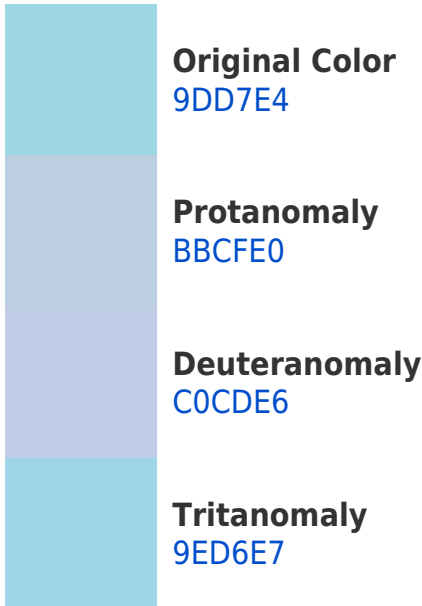 Original Color
9DD7E4
Protanomaly
BBCFE0
Deuteranomaly
C0CDE6
Tritanomaly
9ED6E7